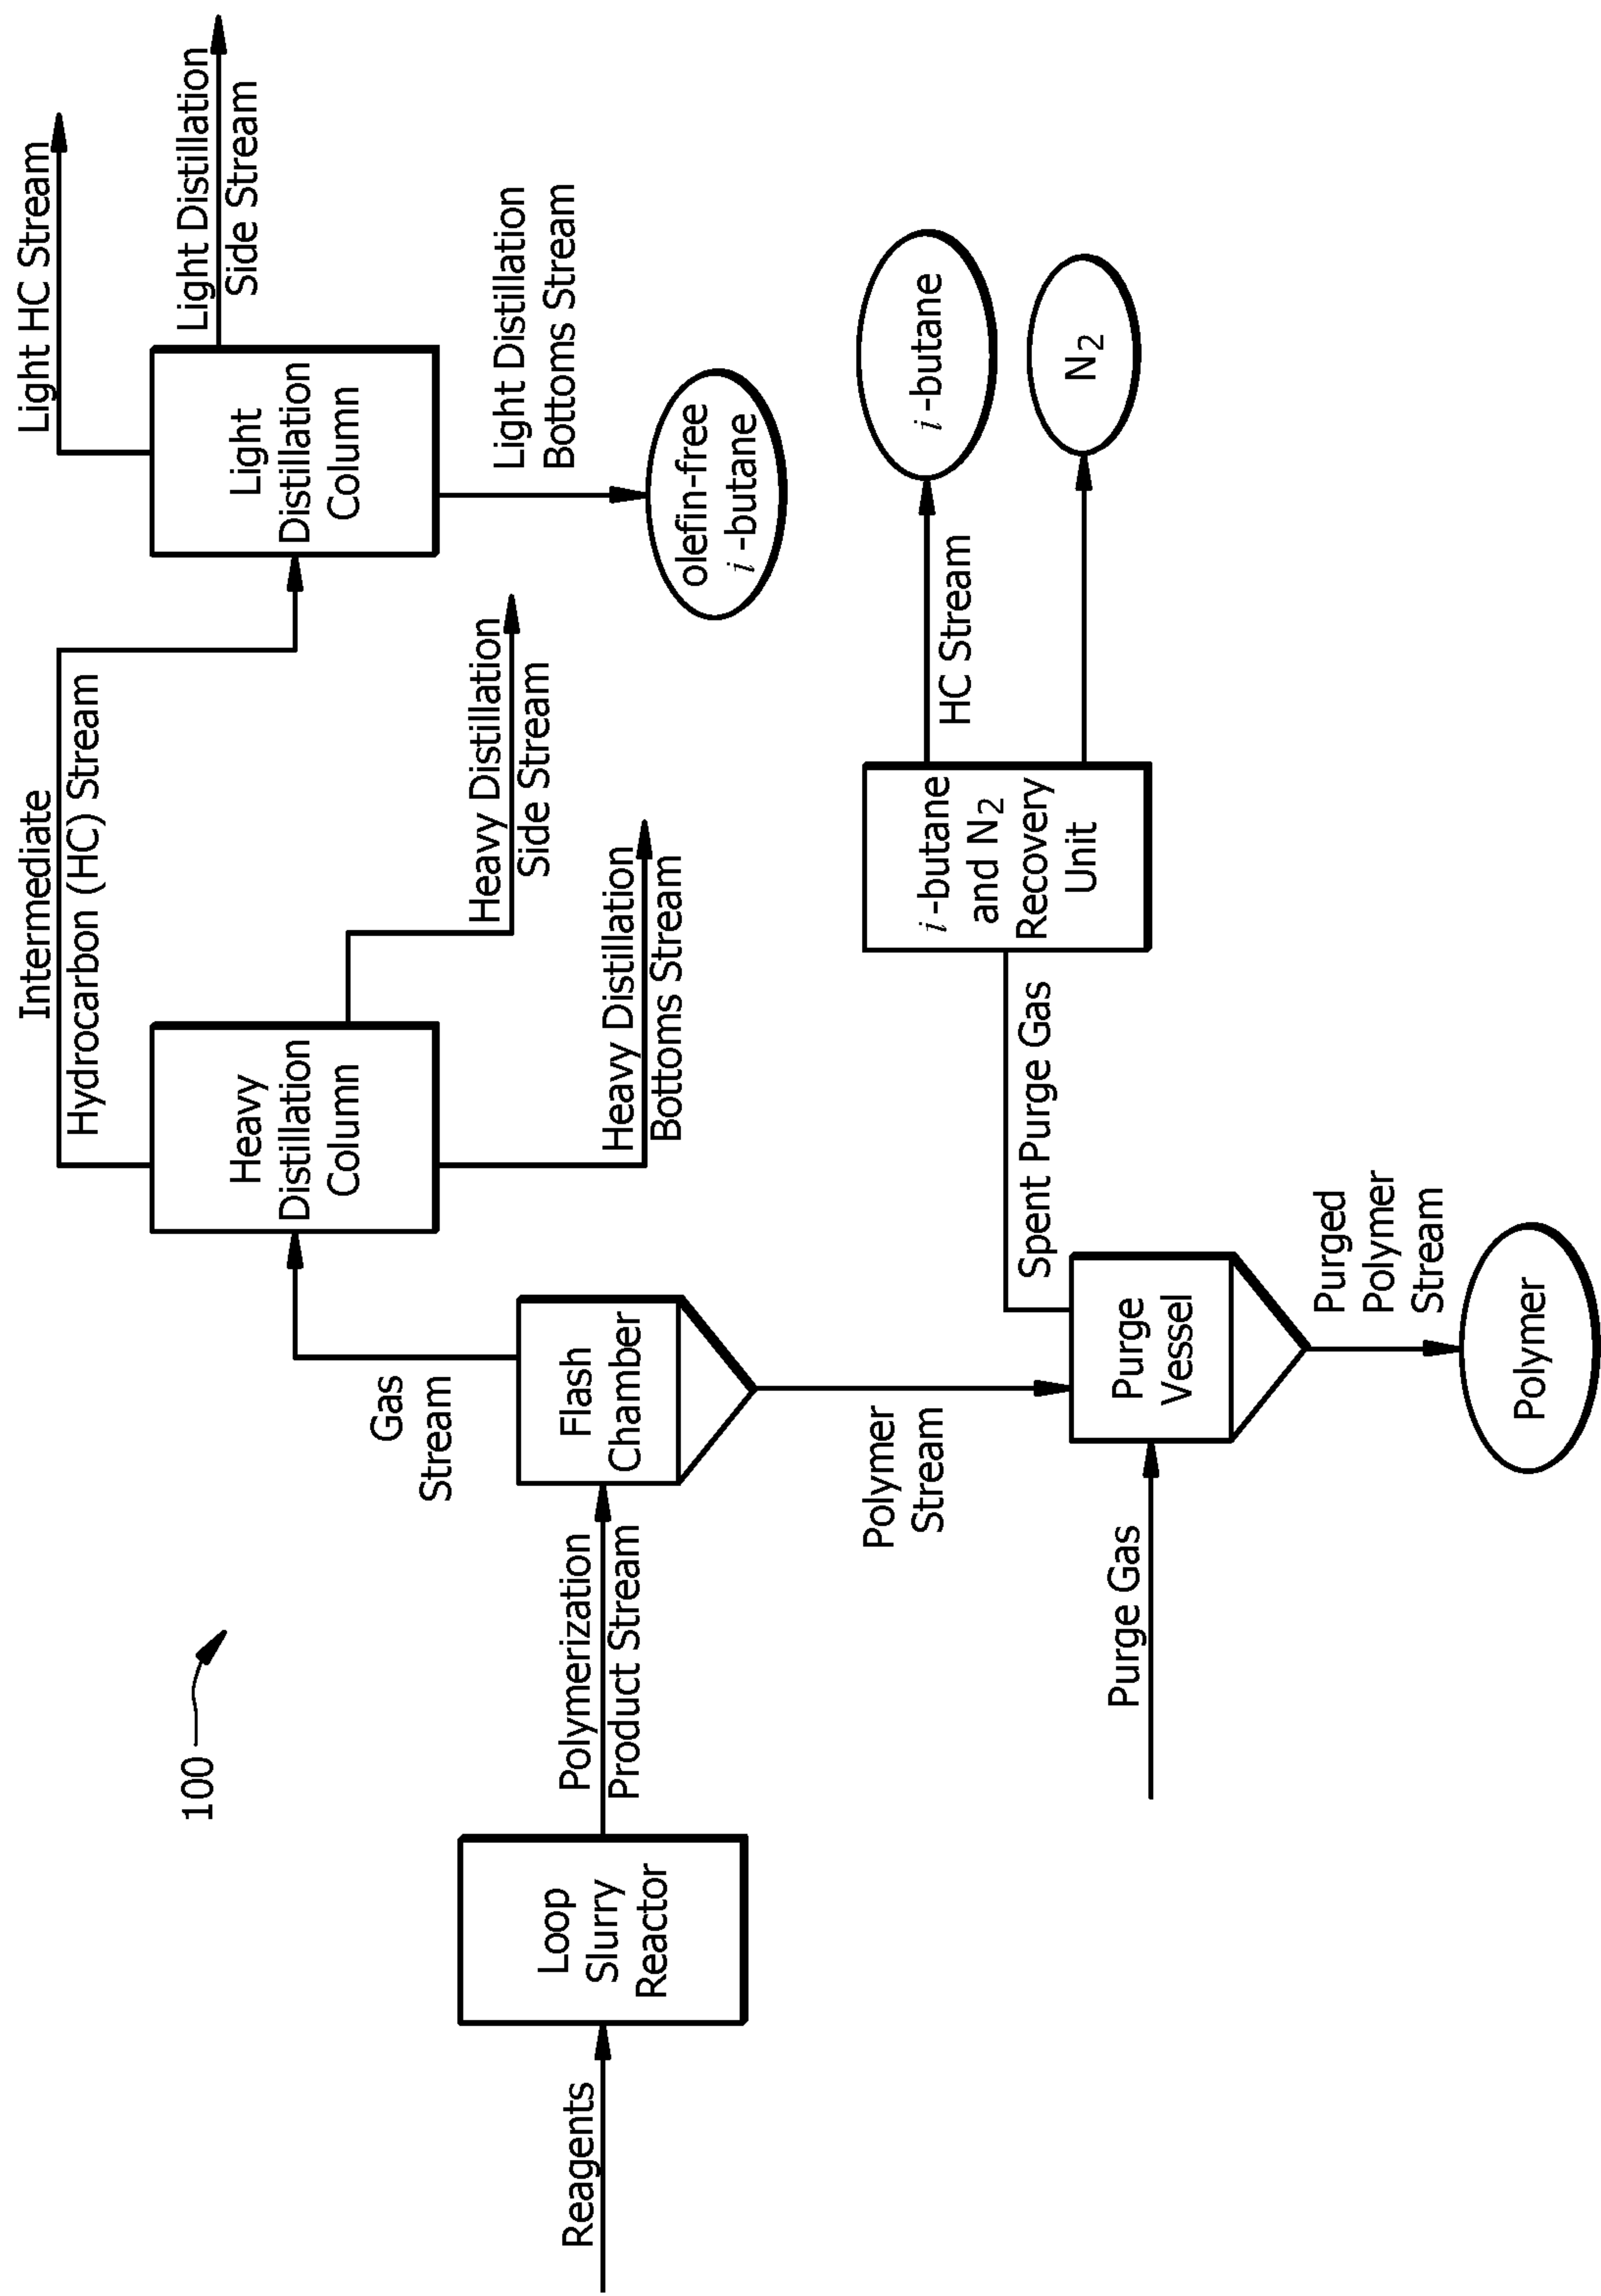 100
Reagents
Loop
Slurry
Reactor
Polymerization
Product Stream
Flash
Chamber
Gas
Stream
Heavy
Distillation
Column
Intermediate
Hydrocarbon (HC) Stream
Heavy Distillation
Side Stream
Heavy Distillation
Bottoms Stream
Light
Distillation
Column
Light HC Stream
Light Distillation
Side Stream
Light Distillation
Bottoms Stream
olefin-free
i -butane
Polymer
Stream
Purge Gas
Purge
Vessel
Spent Purge Gas
Purged
Polymer
Stream
Polymer
i -butane
and N2
Recovery
Unit
HC Stream
i -butane
N2